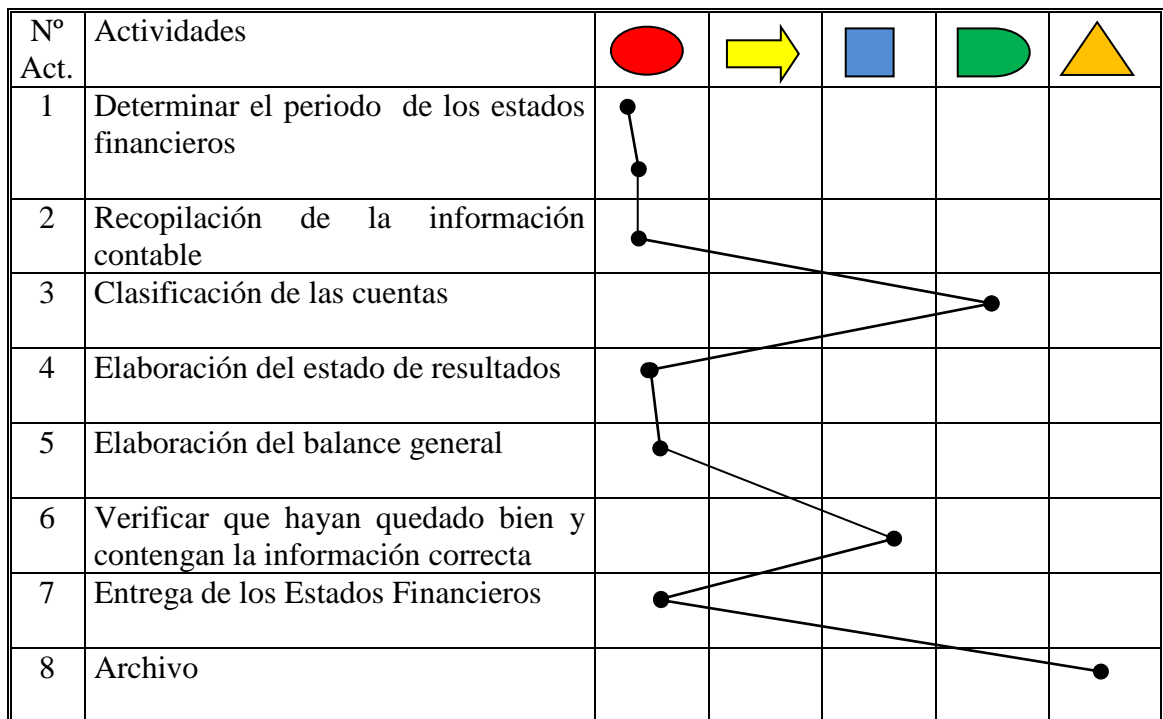 Nº Actividades
Act.
1 Determinar el periodo de los estados
financieros
2 Recopilación de la información
contable
3 Clasificación de las cuentas
4 Elaboración del estado de resultados
5 Elaboración del balance general
6 Verificar que hayan quedado bien y
contengan la información correcta
7 Entrega de los Estados Financieros
8 Archivo